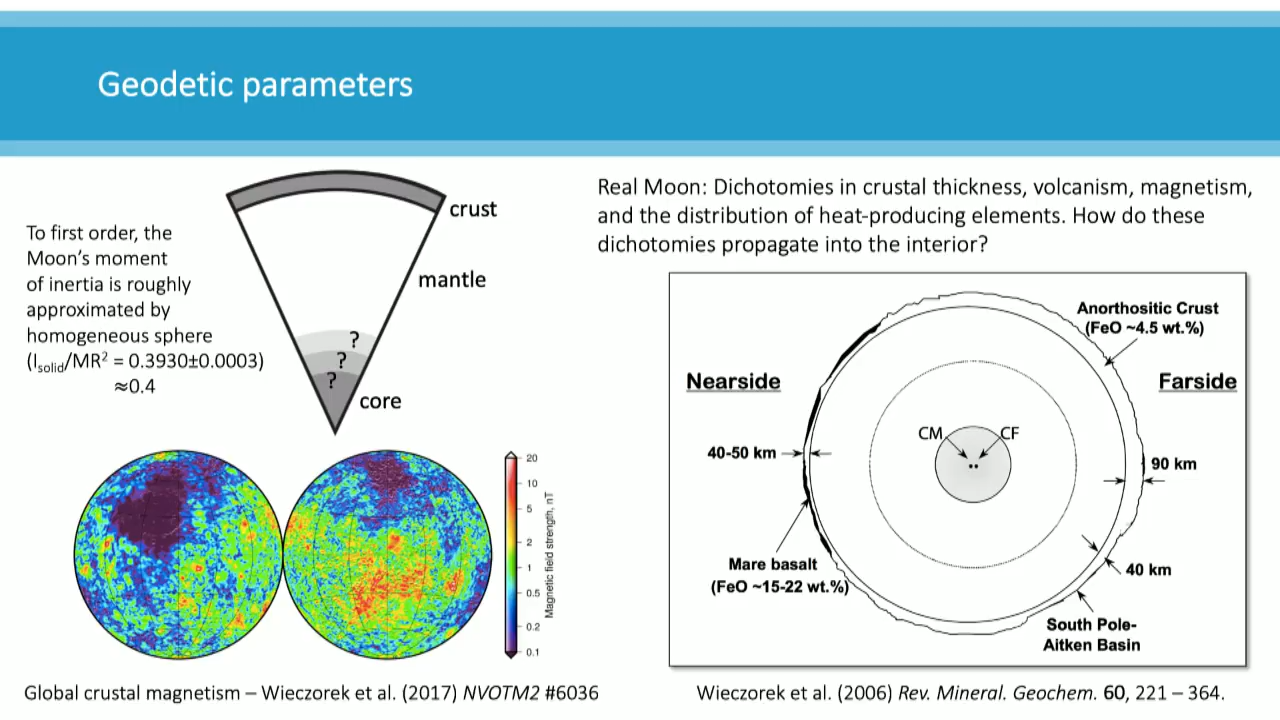 Geodetic parameters
To first order, the
Moon's moment
of inertia is roughly
approximated by
homogeneous sphere
(Isolid/MR2 = 0.3930±0.0003)
≈0.4
crust
mantle
?
?
?
core
Real Moon: Dichotomies in crustal thickness, volcanism, magnetism,
and the distribution of heat-producing elements. How do these
dichotomies propagate into the interior?
Anorthositic Crust
(FeO ~4.5 wt.%)
Nearside
Farside
CM
CF
40-50 km
90 km
Mare basalt
(FeO ~15-22 wt.%)
40 km
South Pole-
Aitken Basin
20
10
5
2
1
0.5
0.2
0.1
Magnetic field strength, nT
Global crustal magnetism – Wieczorek et al. (2017) NVOTM2 #6036
Wieczorek et al. (2006) Rev. Mineral. Geochem. 60, 221 – 364.